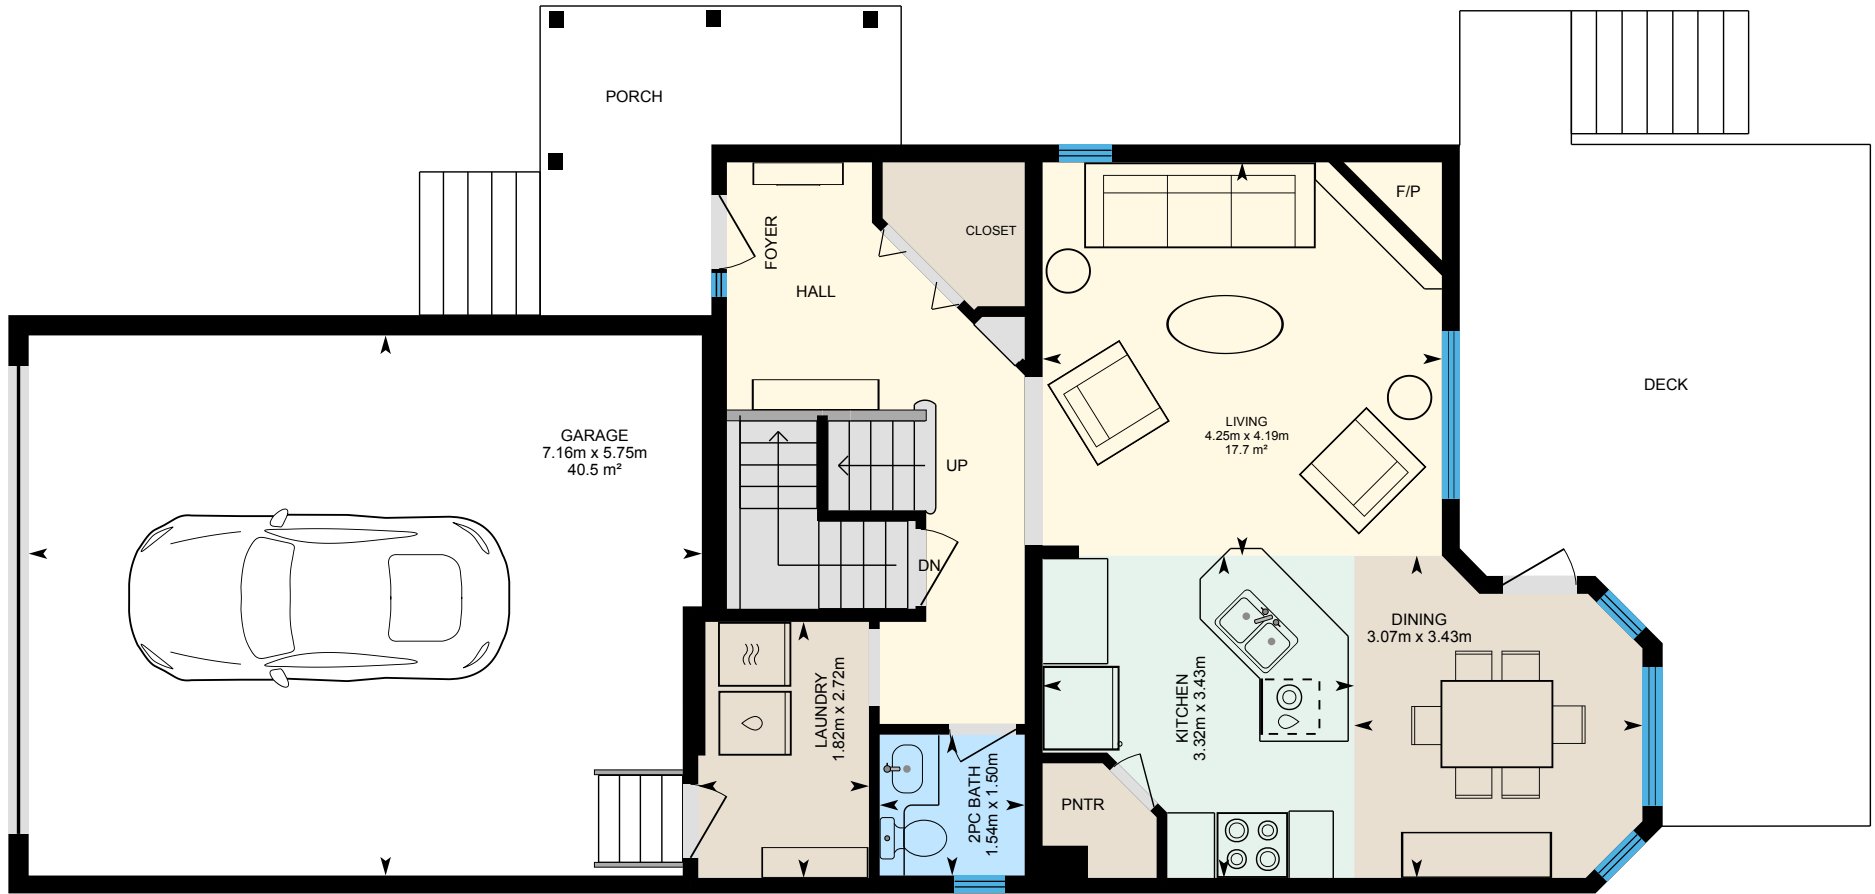 PORCH
F/P
CLOSET
FOYER
HALL
DECK
LIVING
4.25m x 4.19m
17.7 m²
GARAGE
7.16m x 5.75m
40.5 m²
UP
DN
DINING
3.07m x 3.43m
LAUNDRY
1.82m x 2.72m
KITCHEN
3.32m x 3.43m
2PC BATH
1.54m x 1.50m
PNTR